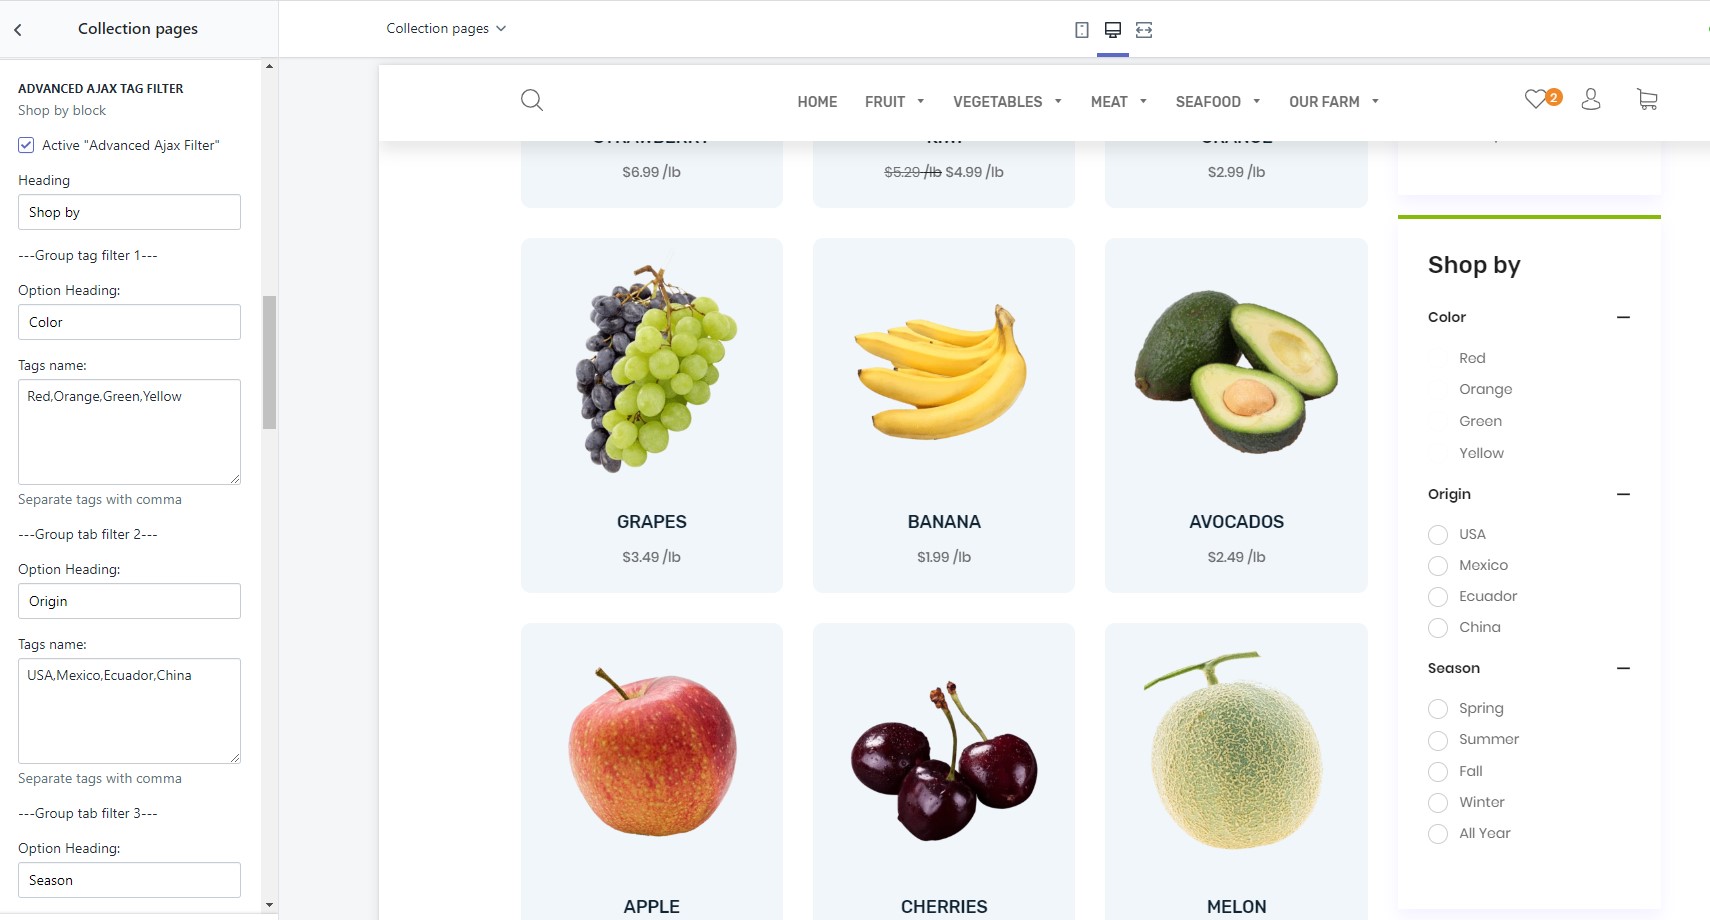 Collection pages
ADVANCED AJAX TAG FILTER
Shop by block
Active "Advanced Ajax Filter"
Heading
Shop by
---Group tag filter 1---
Option Heading:
Color
Tags name:
Red,Orange,Green,Yellow
Separate tags with comma
---Group tab filter 2---
Option Heading:
Origin
Tags name:
USA,Mexico,Ecuador,China
Separate tags with comma
---Group tab filter 3---
Option Heading:
Season
Collection pages
HOME FRUIT VEGETABLES MEAT SEAFOOD OUR FARM
2
STRAWBERRY KIWI ORANGE
$6.99 /lb $5.29 /lb $4.99 /lb $2.99 /lb
GRAPES BANANA AVOCADOS
$3.49 /lb $1.99 /lb $2.49 /lb
APPLE CHERRIES MELON
Shop by
Color
Red
Orange
Green
Yellow
Origin
USA
Mexico
Ecuador
China
Season
Spring
Summer
Fall
Winter
All Year